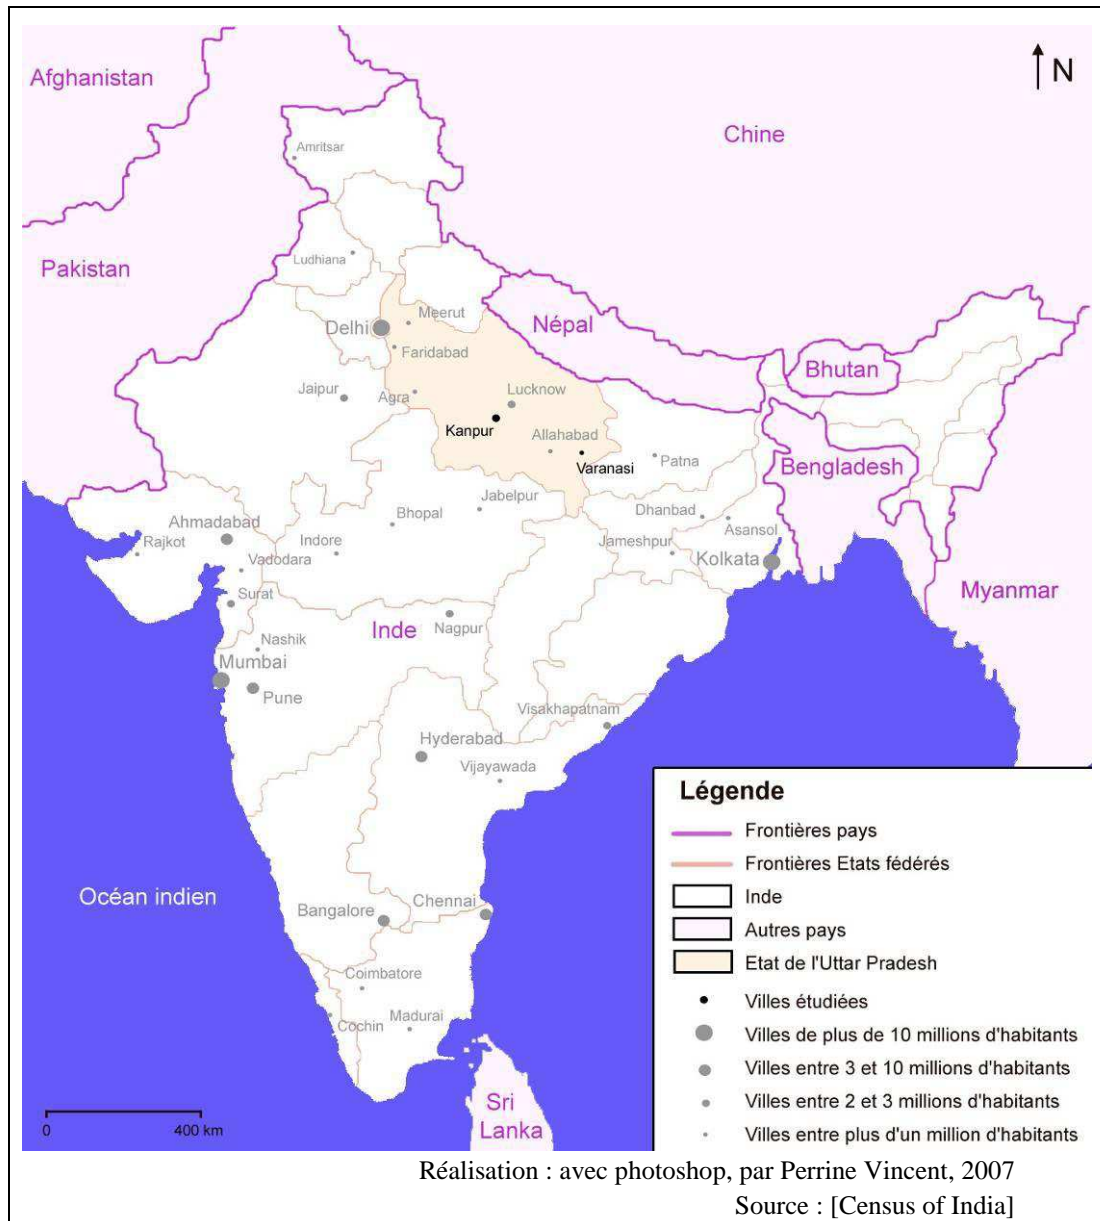 Afghanistan
N
Chine
Amritsar
Pakistan
Ludhiana
Népal
Delhi
Meerut
Faridabad
Bhutan
Jaipur
Agra
Lucknow
Kanpur
Allahabad
Varanasi
Patna
Bengladesh
Jabelpur
Bhopal
Dhanbad
Asansol
Ahmadabad
Rajkot
Indore
Vadodara
Jameshpur
Kolkata
Myanmar
Surat
Inde
Nagpur
Nashik
Mumbai
Pune
Visakhapatnam
Hyderabad
Vijayawada
Océan indien
Bangalore
Chennai
Coimbatore
Cochin
Madurai
Sri
Lanka
0 400 km
Légende
Frontières pays
Frontières Etats fédérés
Inde
Autres pays
Etat de l'Uttar Pradesh
Villes étudiées
Villes de plus de 10 millions d'habitants
Villes entre 3 et 10 millions d'habitants
Villes entre 2 et 3 millions d'habitants
Villes entre plus d'un million d'habitants
Réalisation : avec photoshop, par Perrine Vincent, 2007
Source : [Census of India]